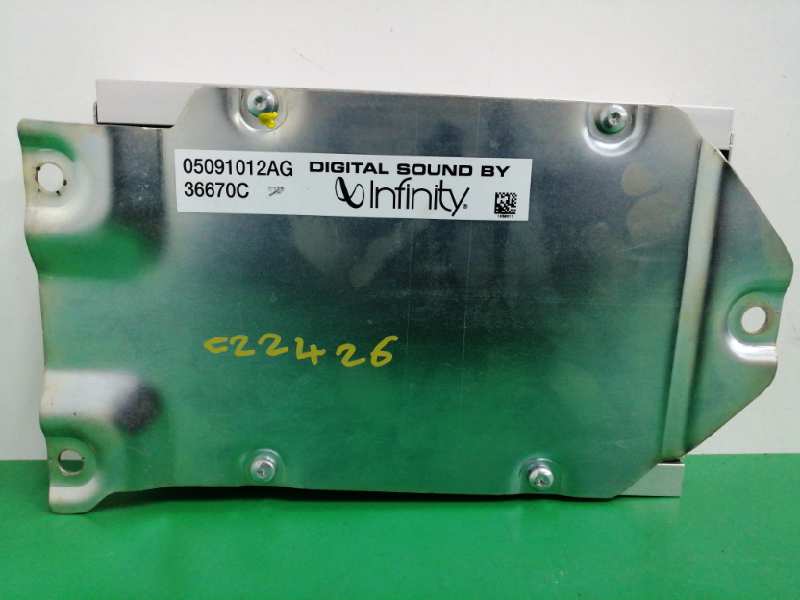 05091012AG DIGITAL SOUND BY
36670C Infinity®
C22426